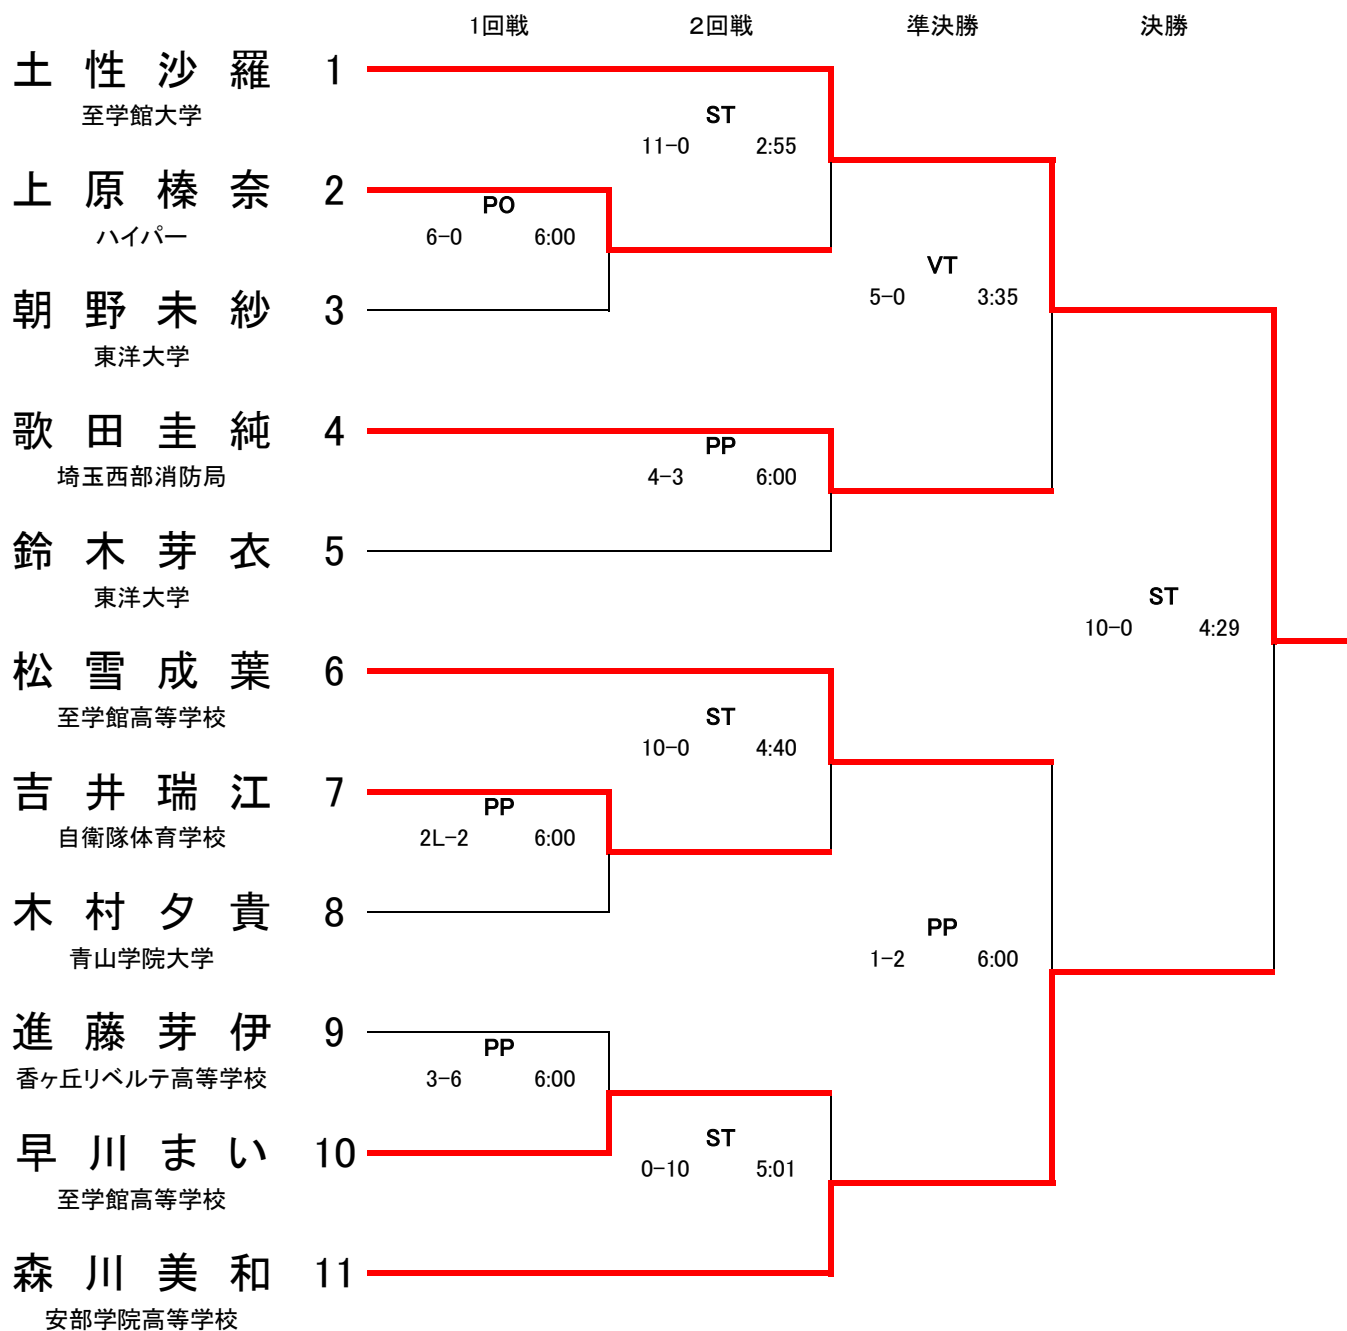 1回戦 2回戦 準決勝 決勝
土性沙羅 1
至学館大学
ST
11-0 2:55
上原榛奈 2
ハイパー
PO
6-0 6:00
VT
5-0 3:35
朝野未紗 3
東洋大学
歌田圭純 4
埼玉西部消防局
PP
4-3 6:00
鈴木芽衣 5
東洋大学
ST
10-0 4:29
松雪成葉 6
至学館高等学校
ST
10-0 4:40
吉井瑞江 7
自衛隊体育学校
PP
2L-2 6:00
木村夕貴 8
青山学院大学
PP
1-2 6:00
進藤芽伊 9
香ヶ丘リベルテ高等学校
PP
3-6 6:00
早川まい 10
至学館高等学校
ST
0-10 5:01
森川美和 11
安部学院高等学校